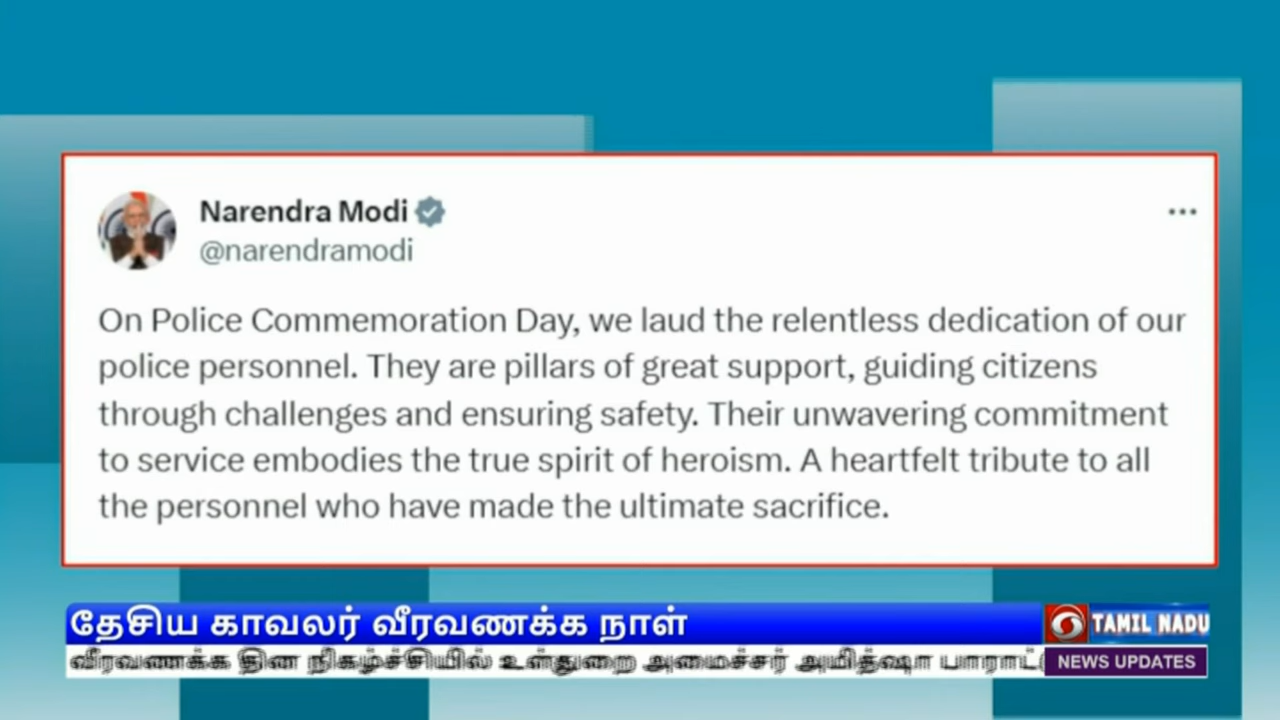 Narendra Modi
@narendramodi
On Police Commemoration Day, we laud the relentless dedication of our
police personnel. They are pillars of great support, guiding citizens
through challenges and ensuring safety. Their unwavering commitment
to service embodies the true spirit of heroism. A heartfelt tribute to all
the personnel who have made the ultimate sacrifice.
தேசிய காவலர் வீரவணக்க நாள்
TAMIL NADU
வீரவணக்க தின நிகழ்ச்சியில் உள்துறை அமைச்சர் அமித்ஷா
NEWS UPDATES